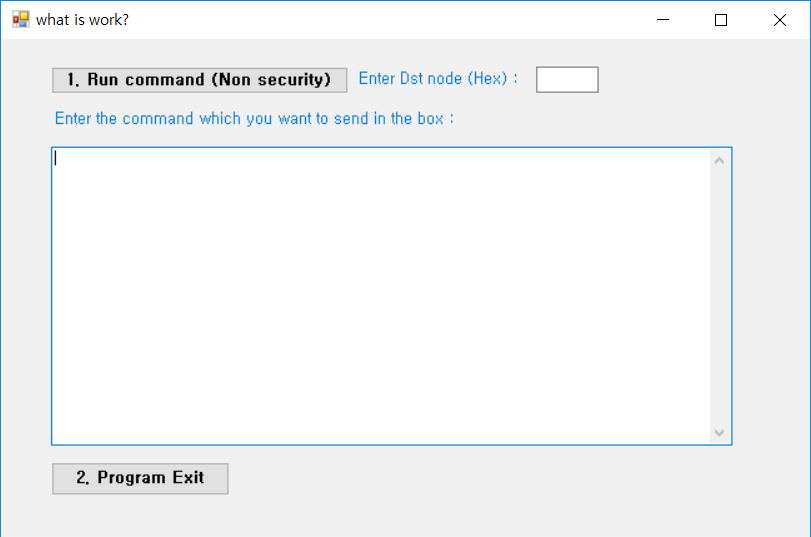 what is work?
1. Run command (Non security) Enter Dst node (Hex) :
Enter the command which you want to send in the box :
2. Program Exit